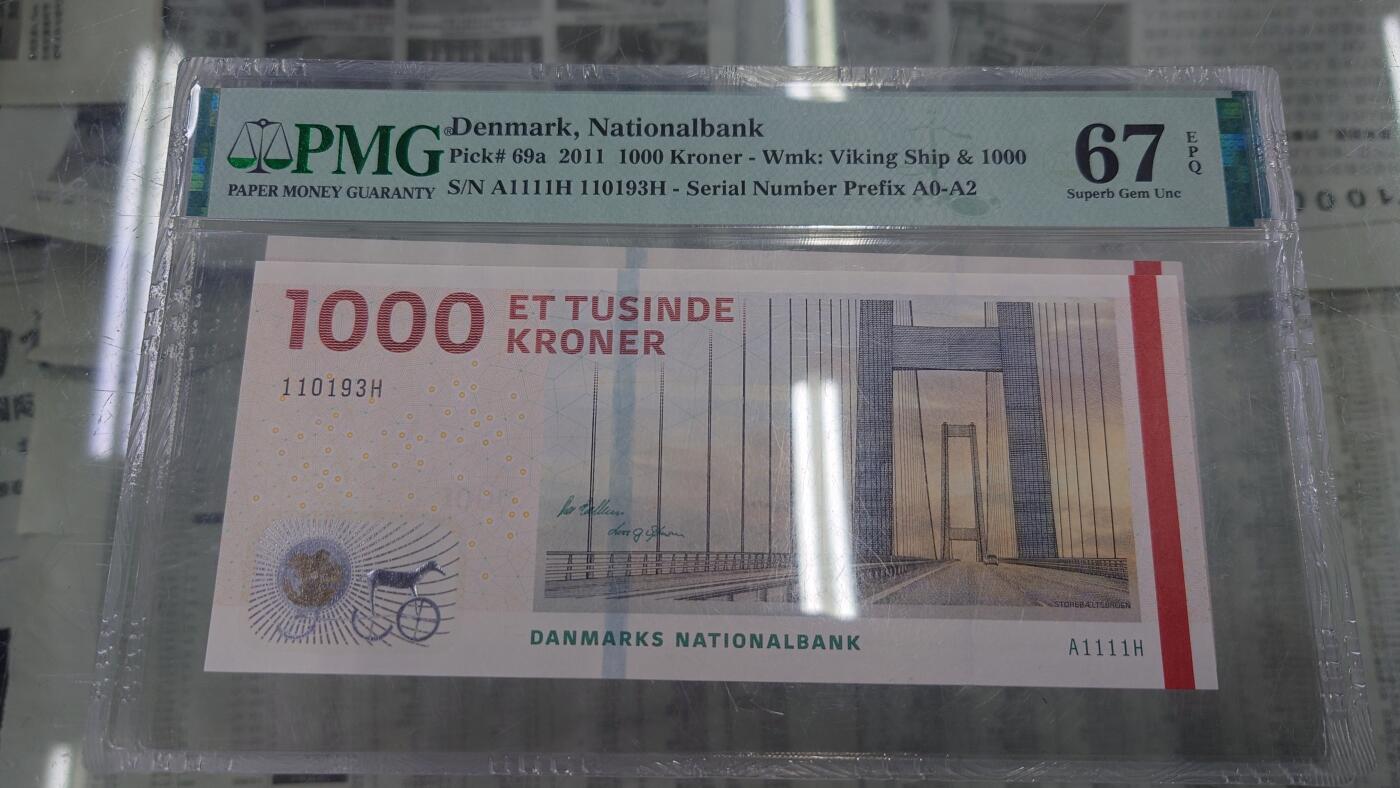 PMG®
PAPER MONEY GUARANTY
Denmark, Nationalbank
Pick# 69a 2011 1000 Kroner - Wmk: Viking Ship & 1000
S/N A1111H 110193H - Serial Number Prefix A0-A2
67
EPQ
Superb Gem Unc
1000
ET TUSINDE
KRONER
110193H
STOREBÆLTSBROEN
DANMARKS NATIONALBANK
A1111H